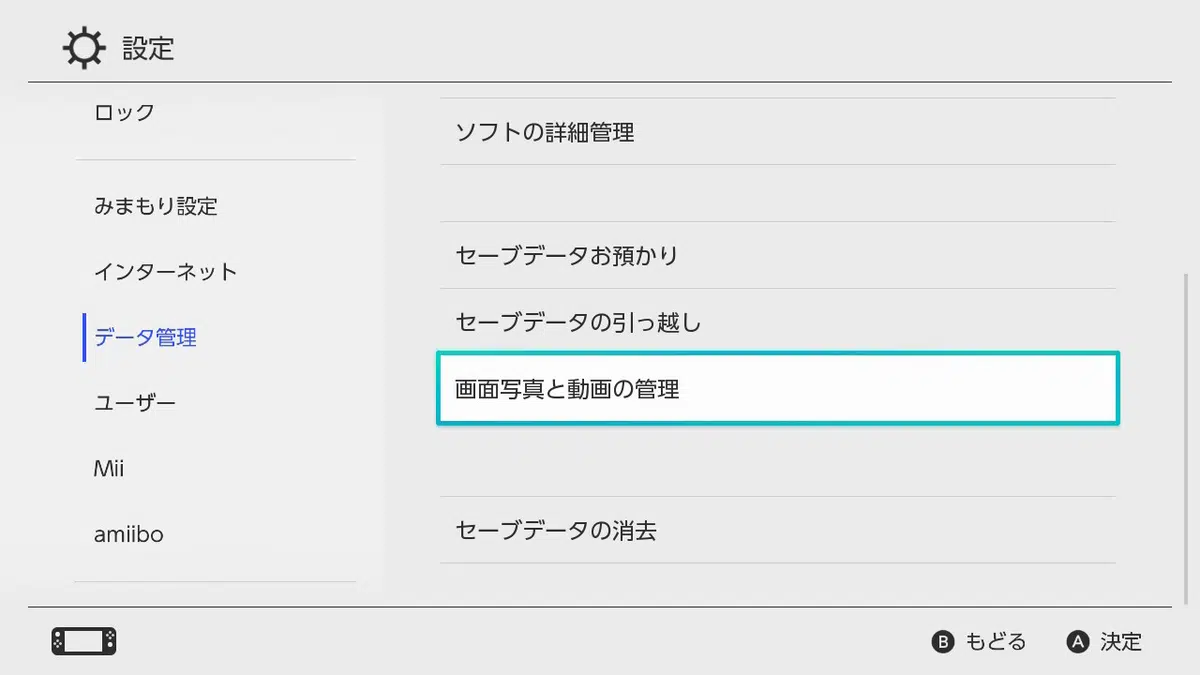 設定
ロック
みまもり設定
インターネット
データ管理
ユーザー
Mii
amiibo
ソフトの詳細管理
セーブデータお預かり
セーブデータの引っ越し
画面写真と動画の管理
セーブデータの消去
B もどる
A 決定